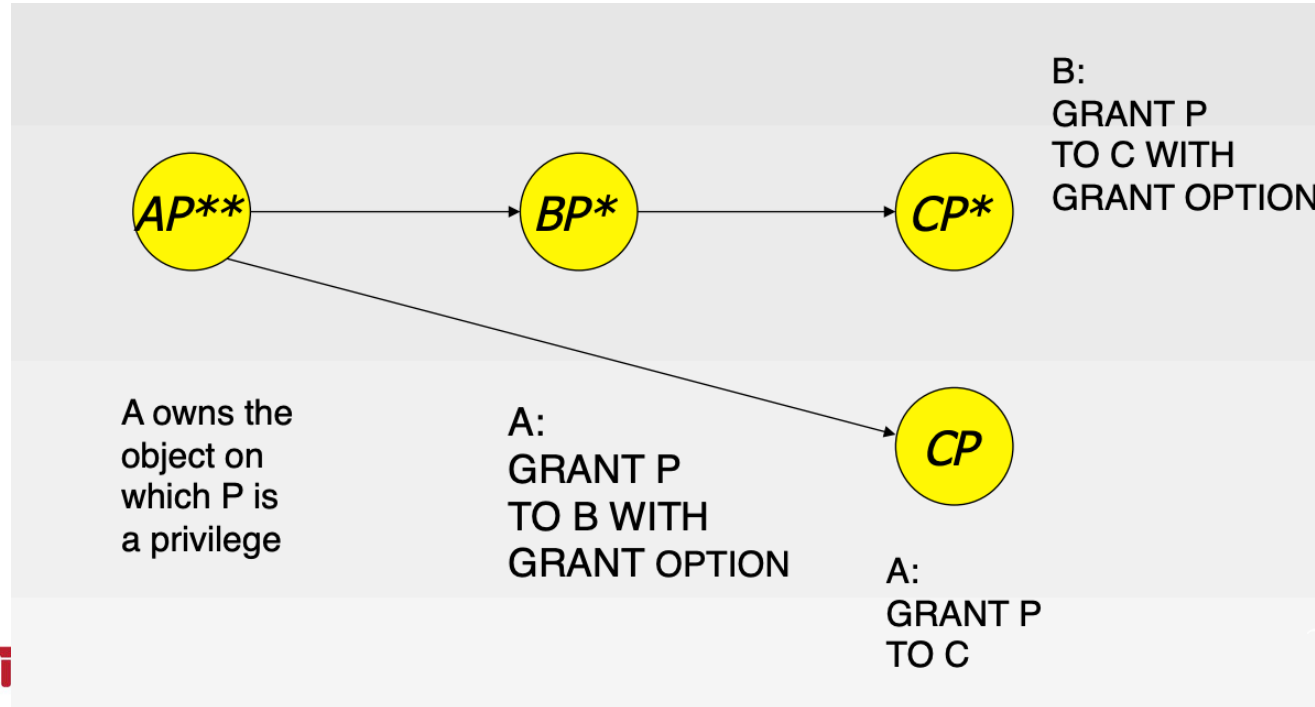 B:
GRANT P
TO C WITH
GRANT OPTION
AP**
BP*
CP*
A owns the
object on
which P is
a privilege
A:
GRANT P
TO B WITH
GRANT OPTION
CP
A:
GRANT P
TO C